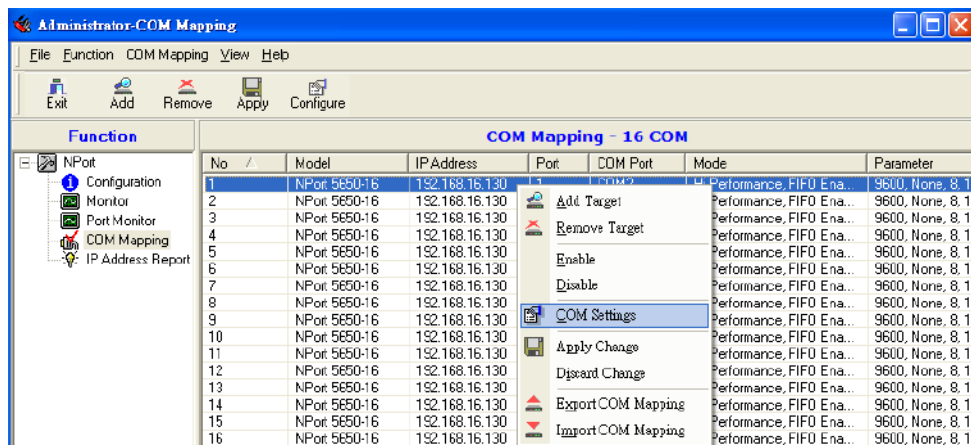 Administrator-COM Mapping
File Function COM Mapping View Help
Exit Add Remove Apply Configure
Function
NPort
Configuration
Monitor
Port Monitor
COM Mapping
IP Address Report
COM Mapping - 16 COM
No Model IP Address Port COM Port Mode Parameter
1 NPort 5650-16 192.168.16.130 1 COM2 Hi-Performance, FIFO Ena... 9600, None, 8, 1
2 NPort 5650-16 192.168.16.130 Performance, FIFO Ena... 9600, None, 8, 1
3 NPort 5650-16 192.168.16.130 Performance, FIFO Ena... 9600, None, 8, 1
4 NPort 5650-16 192.168.16.130 Performance, FIFO Ena... 9600, None, 8, 1
5 NPort 5650-16 192.168.16.130 Performance, FIFO Ena... 9600, None, 8, 1
6 NPort 5650-16 192.168.16.130 Performance, FIFO Ena... 9600, None, 8, 1
7 NPort 5650-16 192.168.16.130 Performance, FIFO Ena... 9600, None, 8, 1
8 NPort 5650-16 192.168.16.130 Performance, FIFO Ena... 9600, None, 8, 1
9 NPort 5650-16 192.168.16.130 Performance, FIFO Ena... 9600, None, 8, 1
10 NPort 5650-16 192.168.16.130 Performance, FIFO Ena... 9600, None, 8, 1
11 NPort 5650-16 192.168.16.130 Performance, FIFO Ena... 9600, None, 8, 1
12 NPort 5650-16 192.168.16.130 Performance, FIFO Ena... 9600, None, 8, 1
13 NPort 5650-16 192.168.16.130 Performance, FIFO Ena... 9600, None, 8, 1
14 NPort 5650-16 192.168.16.130 Performance, FIFO Ena... 9600, None, 8, 1
15 NPort 5650-16 192.168.16.130 Performance, FIFO Ena... 9600, None, 8, 1
16 NPort 5650-16 192.168.16.130 Performance, FIFO Ena... 9600, None, 8, 1
Add Target
Remove Target
Enable
Disable
COM Settings
Apply Change
Discard Change
Export COM Mapping
Import COM Mapping